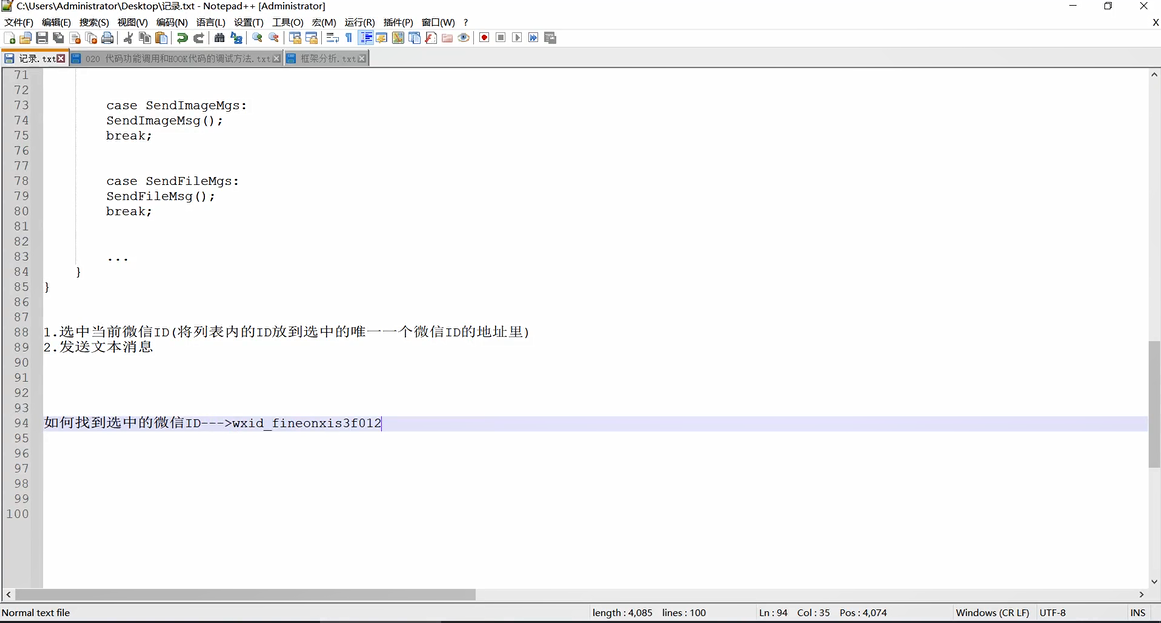 C:\Users\Administrator\Desktop\记录.txt - Notepad++ [Administrator]
文件(F) 编辑(E) 搜索(S) 视图(V) 编码(N) 语言(L) 设置(T) 工具(O) 宏(M) 运行(R) 插件(P) 窗口(W) ? X
记录.txt 020 代码功能调用和HOOK代码的调试方法.txt 框架分析.txt
71
72
73 case SendImageMgs:
74 SendImageMsg();
75 break;
76
77
78 case SendFileMgs:
79 SendFileMsg();
80 break;
81
82
83 ...
84 }
85 }
86
87
88 1.选中当前微信ID(将列表内的ID放到选中的唯一一个微信ID的地址里)
89 2.发送文本消息
90
91
92
93
94 如何找到选中的微信ID--->wxid_fineonxis3f012
95
96
97
98
99
100
Normal text file length : 4,085 lines : 100 Ln : 94 Col : 35 Pos : 4,074 Windows (CR LF) UTF-8 INS